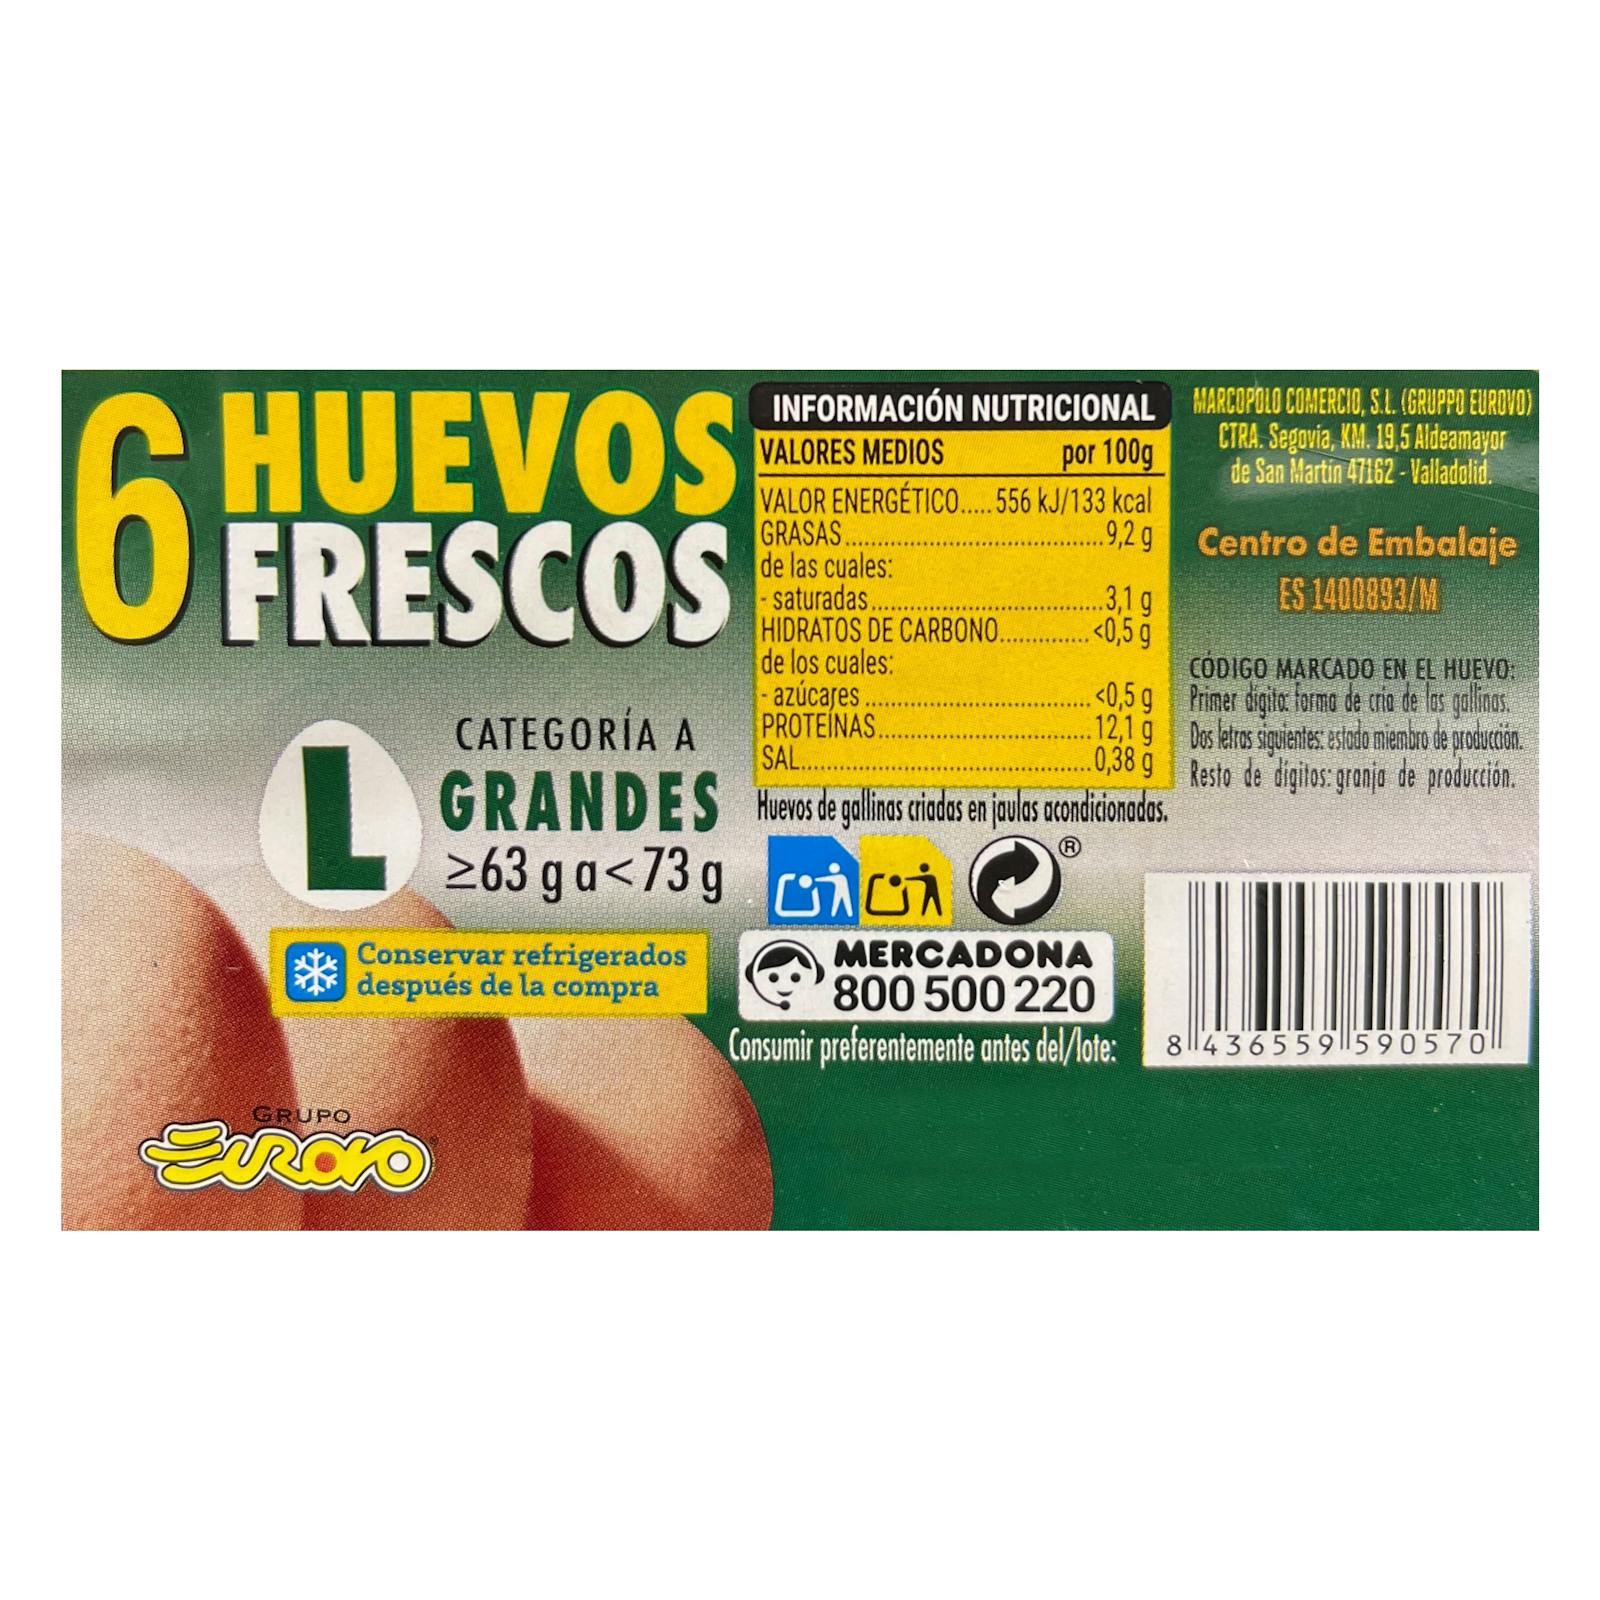 6 HUEVOS
FRESCOS
L
CATEGORÍA A
GRANDES
≥63 g a<73 g
Conservar refrigerados
después de la compra
GRUPO
EUROVO
INFORMACIÓN NUTRICIONAL
VALORES MEDIOS por 100g
VALOR ENERGÉTICO..... 556 kJ/133 kcal
GRASAS.....9,2 g
de las cuales:
- saturadas.....3,1 g
HIDRATOS DE CARBONO..... <0,5 g
de los cuales:
- azúcares..... <0,5 g
PROTEÍNAS..... 12,1 g
SAL.....0,38 g
Huevos de gallinas criadas en jaulas acondicionadas.
®
MERCADONA
800 500 220
Consumir preferentemente antes del/lote:
MARCOPOLO COMERCIO, S.L. (GRUPPO EUROVO)
CTRA. Segovia, KM. 19,5 Aldeamayor
de San Martín 47162 - Valladolid.
Centro de Embalaje
ES 1400893/M
CÓDIGO MARCADO EN EL HUEVO:
Primer dígito: forma de cría de las gallinas.
Dos letras siguientes: estado miembro de producción.
Resto de dígitos: granja de producción.
8 436559 590570